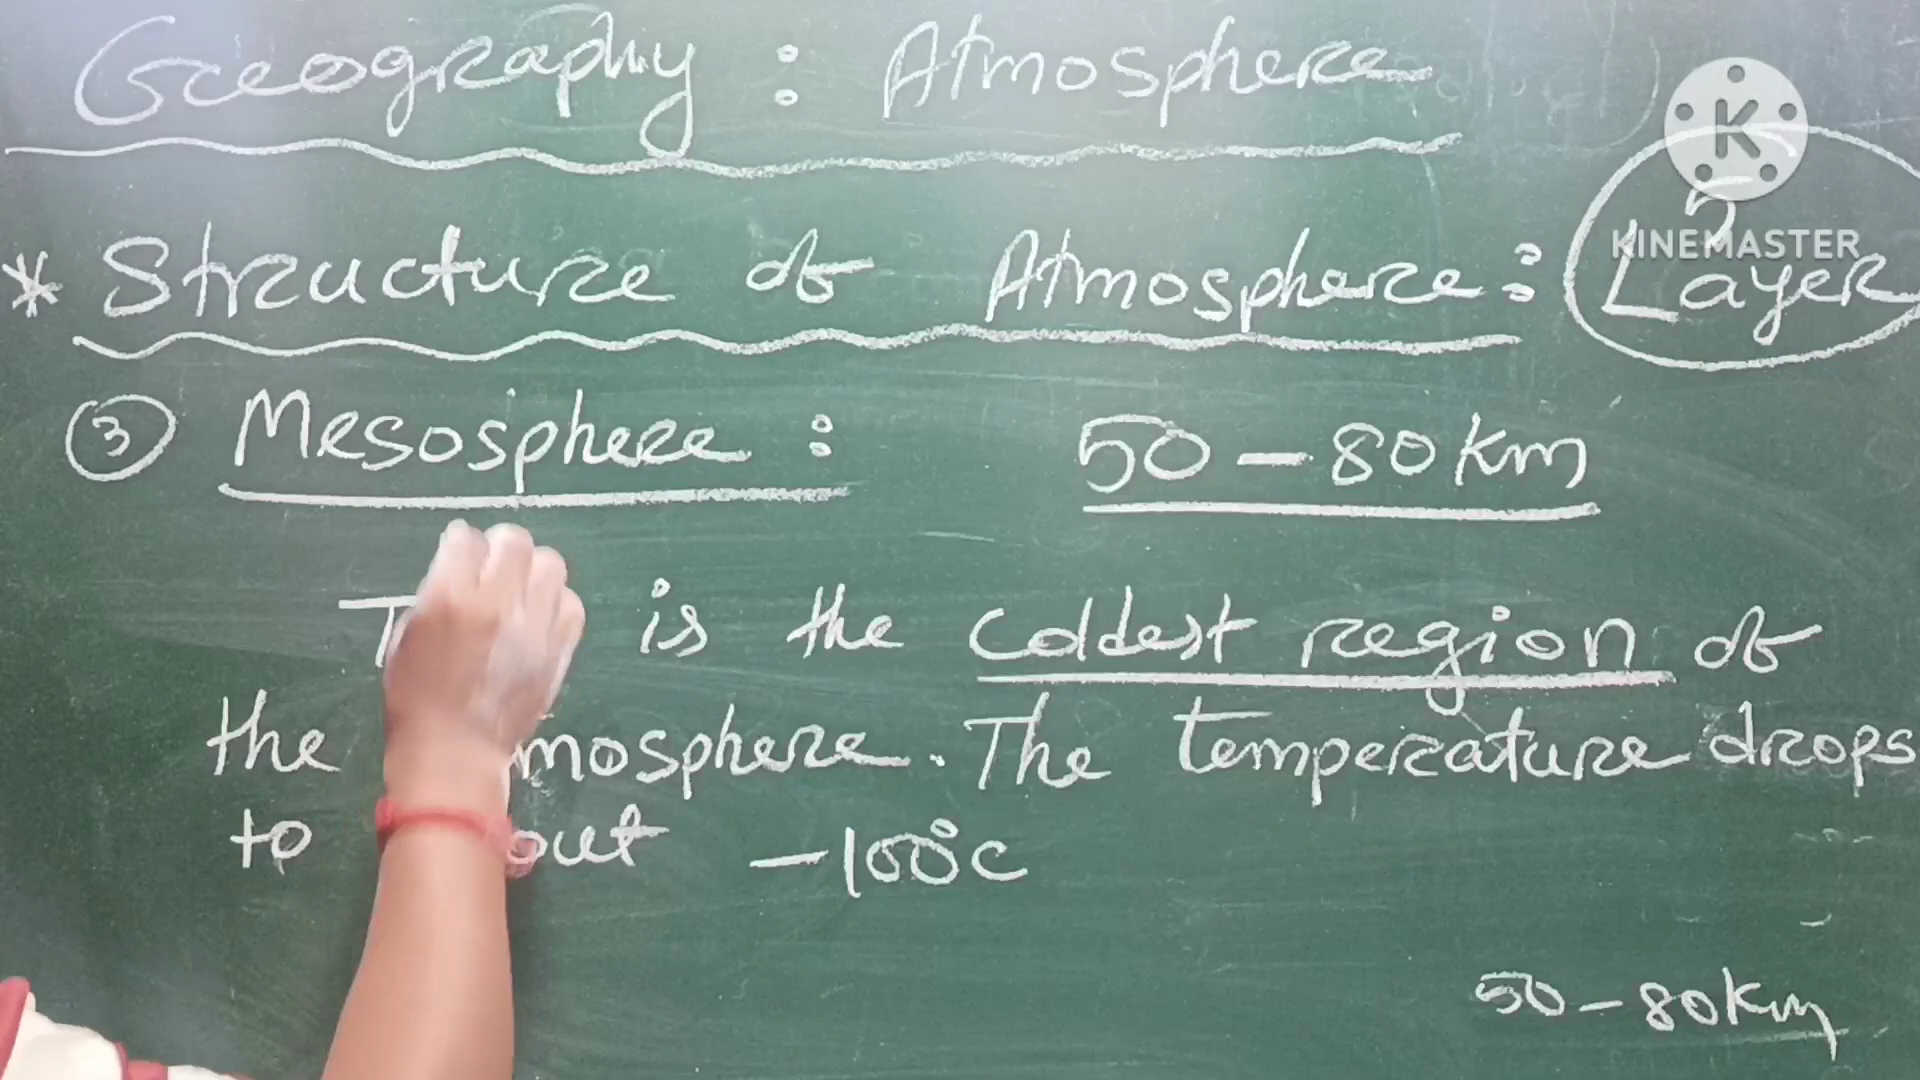 Geography : Atmosphere
K
KINEMASTER
* Structure of Atmosphere : 5 Layer
③ Mesosphere : 50 - 80 Km
is the coldest region of
the mosphere. The temperature drops
to out -100°C
50 - 80 Km